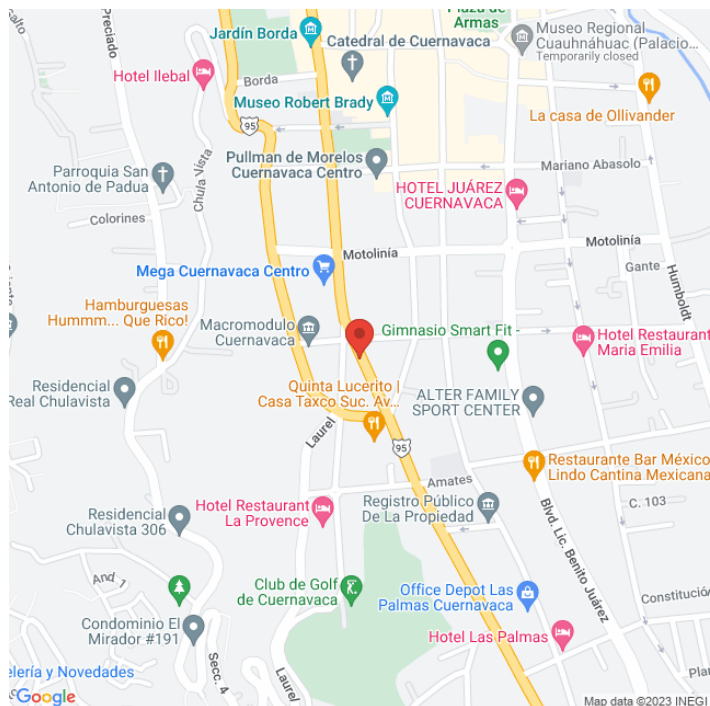 Plaza de
Armas
Jardín Borda
Catedral de Cuernavaca
Museo Regional
Cuauhnáhuac (Palacio...
Temporarily closed
Preciado
Hotel Ilebal
Borda
Museo Robert Brady
La casa de Ollivander
95
Pullman de Morelos
Cuernavaca Centro
Mariano Abasolo
Parroquia San
Antonio de Padua
Chula Vista
HOTEL JUÁREZ
CUERNAVACA
Colorines
Motolinía
Motolinía
Mega Cuernavaca Centro
Gante
Humboldt
Hamburguesas
Hummm... Que Rico!
Macromodulo
Cuernavaca
Gimnasio Smart Fit -
Hotel Restaurant
Maria Emilia
Residencial
Real Chulavista
Quinta Lucerito |
Casa Taxco Suc. Av...
ALTER FAMILY
SPORT CENTER
Laurel
95
Restaurante Bar México
Lindo Cantina Mexicana
Amates
Hotel Restaurant
La Provence
Registro Público
De La Propiedad
C. 103
Residencial
Chulavista 306
Blvd. Lic. Benito Juárez
And. 1
Club de Golf
de Cuernavaca
Office Depot Las
Palmas Cuernavaca
Constitución
Condominio El
Mirador #191
Hotel Las Palmas
Secc. 4
Laurel
elería y Novedades
Plau
Google
Map data ©2023 INEGI